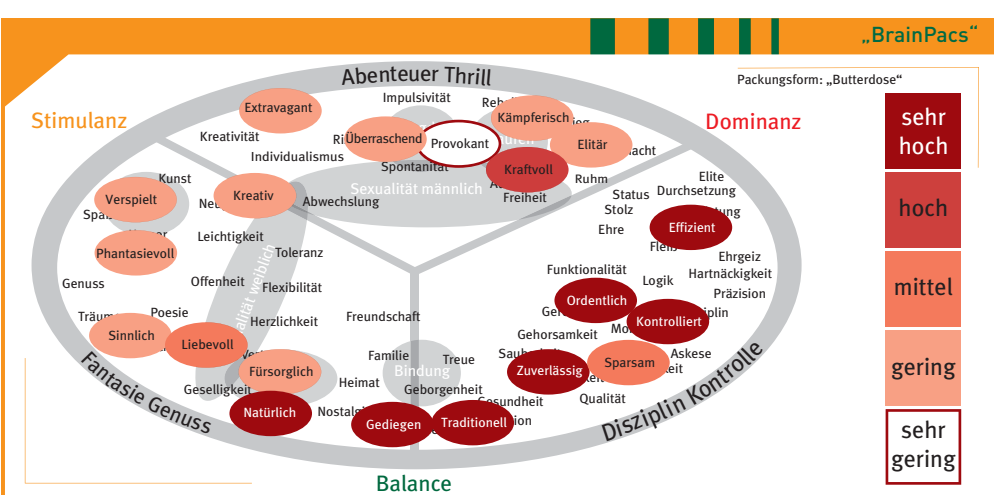 „BrainPacs“
Packungsform: „Butterdose“
Abenteuer Thrill
Stimulanz
Dominanz
Balance
Fantasie Genuss
Disziplin Kontrolle
Extravagant
Impulsivität
Kämpferisch
Kreativität
Überraschend
Provokant
Elitär
Individualismus
Spontanität
Kraftvoll
Sexualität männlich
Ruhm
Freiheit
Kunst
Verspielt
Kreativ
Abwechslung
Phantasievoll
Leichtigkeit
Toleranz
Genuss
Offenheit
Flexibilität
Poesie
Herzlichkeit
Freundschaft
Sinnlich
Liebevoll
Fürsorglich
Familie
Treue
Bindung
Geselligkeit
Heimat
Geborgenheit
Natürlich
Gediegen
Traditionell
Elite
Durchsetzung
Status
Stolz
Ehre
Effizient
Ehrgeiz
Hartnäckigkeit
Funktionalität
Logik
Präzision
Ordentlich
Kontrolliert
Gehorsamkeit
Zuverlässig
Sparsam
Askese
Qualität
sehr
hoch
hoch
mittel
gering
sehr
gering